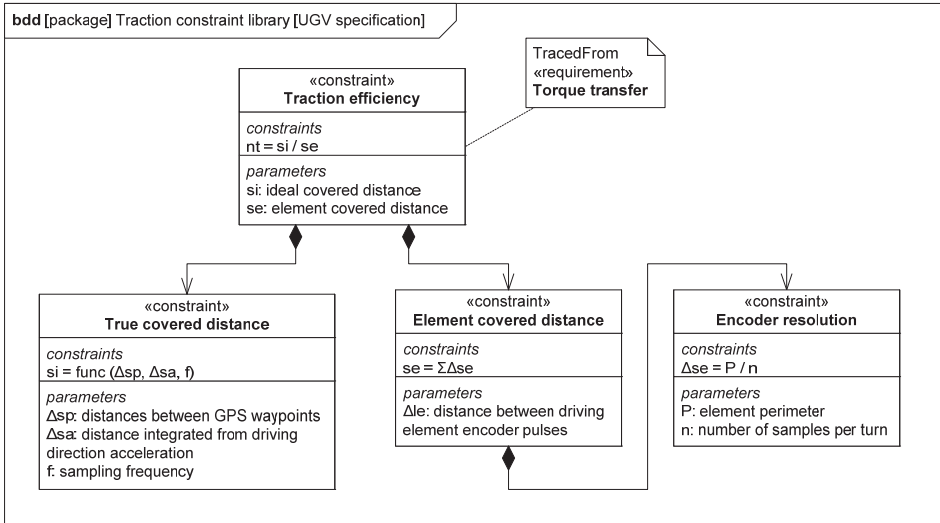 bdd [package] Traction constraint library [UGV specification]
TracedFrom
«requirement»
Torque transfer
«constraint»
Traction efficiency
constraints
nt = si / se
parameters
si: ideal covered distance
se: element covered distance
«constraint»
True covered distance
constraints
si = func (Δsp, Δsa, f)
parameters
Δsp: distances between GPS waypoints
Δsa: distance integrated from driving
direction acceleration
f: sampling frequency
«constraint»
Element covered distance
constraints
se = ΣΔse
parameters
Δle: distance between driving
element encoder pulses
«constraint»
Encoder resolution
constraints
Δse = P / n
parameters
P: element perimeter
n: number of samples per turn